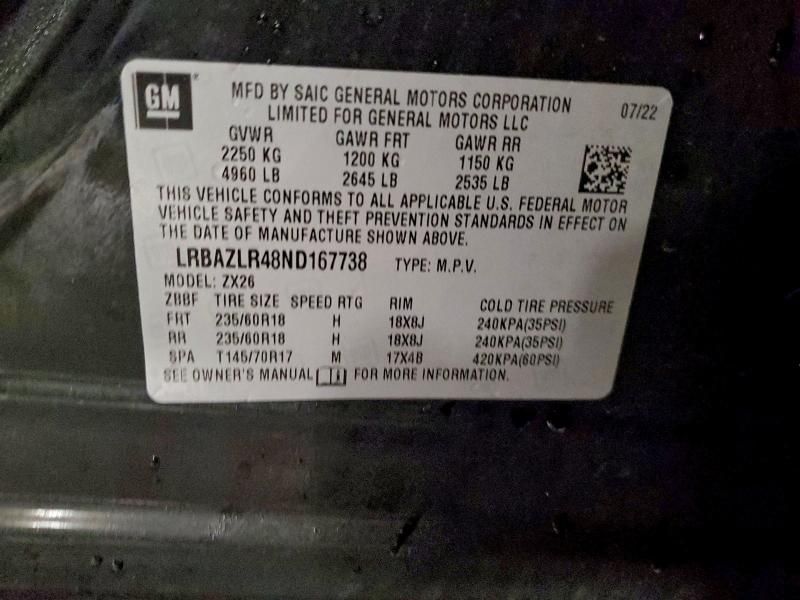 GM
MFD BY SAIC GENERAL MOTORS CORPORATION
LIMITED FOR GENERAL MOTORS LLC
07/22
GVWR GAWR FRT GAWR RR
2250 KG 1200 KG 1150 KG
4960 LB 2645 LB 2535 LB
THIS VEHICLE CONFORMS TO ALL APPLICABLE U.S. FEDERAL MOTOR
VEHICLE SAFETY AND THEFT PREVENTION STANDARDS IN EFFECT ON
THE DATE OF MANUFACTURE SHOWN ABOVE.
LRBAZLR48ND167738 TYPE: M.P.V.
MODEL: ZX26
ZBBF TIRE SIZE SPEED RTG RIM COLD TIRE PRESSURE
FRT 235/60R18 H 18X8J 240KPA(35PSI)
RR 235/60R18 H 18X8J 240KPA(35PSI)
SPA T145/70R17 M 17X4B 420KPA(60PSI)
SEE OWNER'S MANUAL FOR MORE INFORMATION.